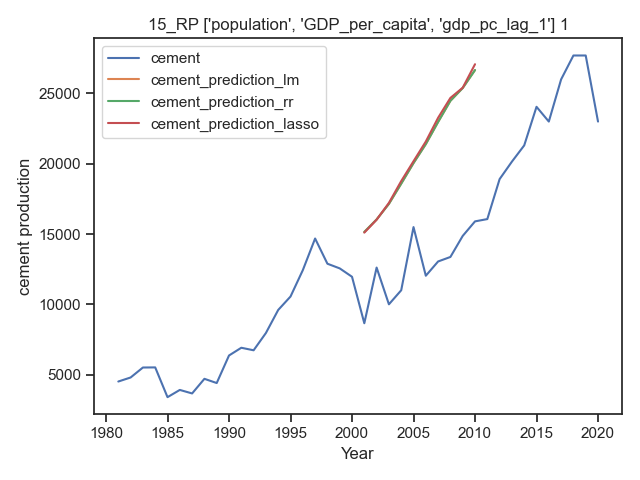 15_RP ['population', 'GDP_per_capita', 'gdp_pc_lag_1'] 1
cement
cement_prediction_lm
cement_prediction_rr
cement_prediction_lasso
25000
20000
15000
10000
5000
cement production
1980 1985 1990 1995 2000 2005 2010 2015 2020
Year